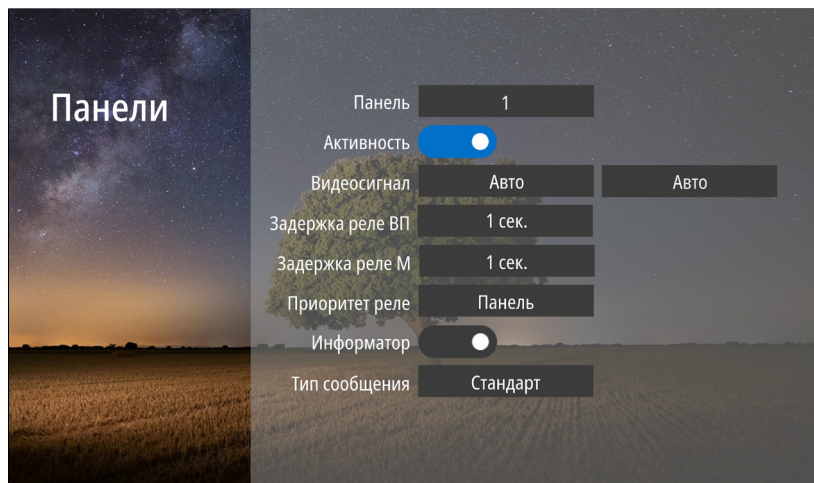 Панели
Панель 1
Активность
Видеосигнал Авто Авто
Задержка реле ВП 1 сек.
Задержка реле М 1 сек.
Приоритет реле Панель
Информатор
Тип сообщения Стандарт